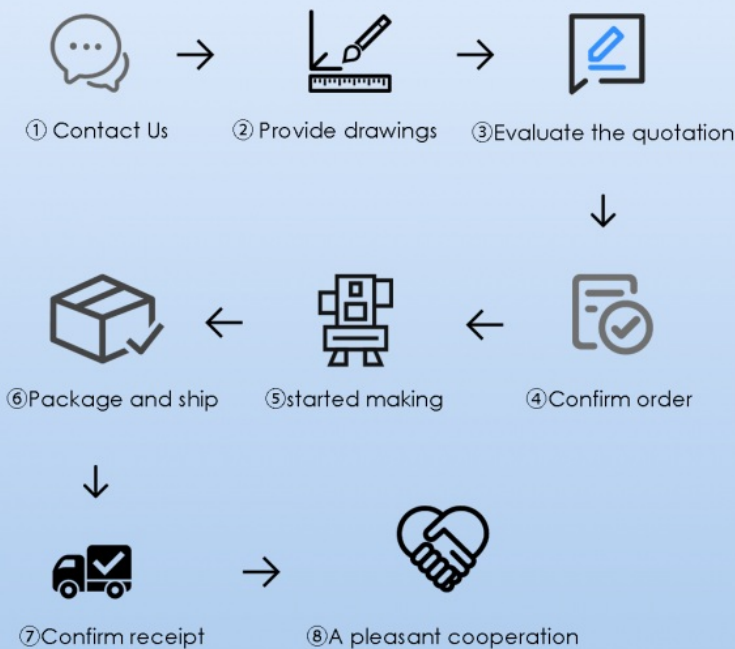 ① Contact Us
② Provide drawings
③Evaluate the quotation
④Confirm order
⑤started making
⑥Package and ship
⑦Confirm receipt
⑧A pleasant cooperation